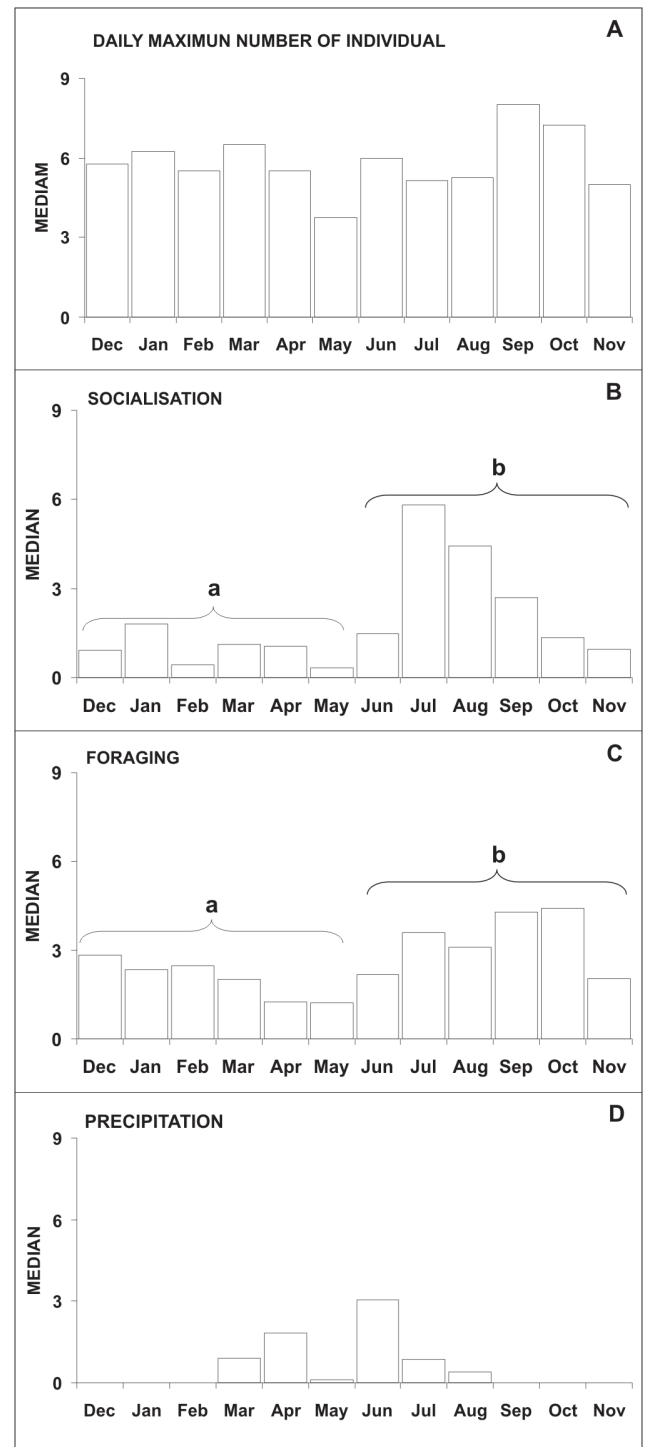 DAILY MAXIMUN NUMBER OF INDIVIDUAL
A
MEDIAM
9
6
3
0
Dec Jan Feb Mar Apr May Jun Jul Aug Sep Oct Nov
SOCIALISATION
B
MEDIAN
9
6
3
0
a
b
Dec Jan Feb Mar Apr May Jun Jul Aug Sep Oct Nov
FORAGING
C
MEDIAN
9
6
3
0
a
b
Dec Jan Feb Mar Apr May Jun Jul Aug Sep Oct Nov
PRECIPITATION
D
MEDIAN
9
6
3
0
Dec Jan Feb Mar Apr May Jun Jul Aug Sep Oct Nov